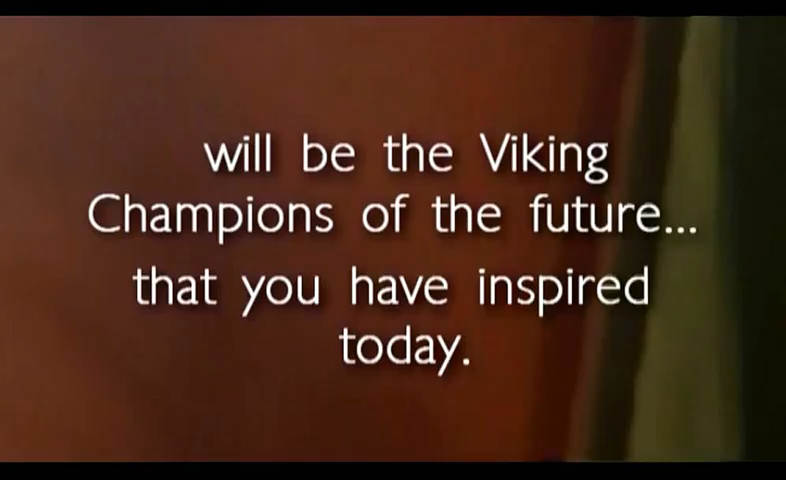 will be the Viking
Champions of the future...
that you have inspired
today.